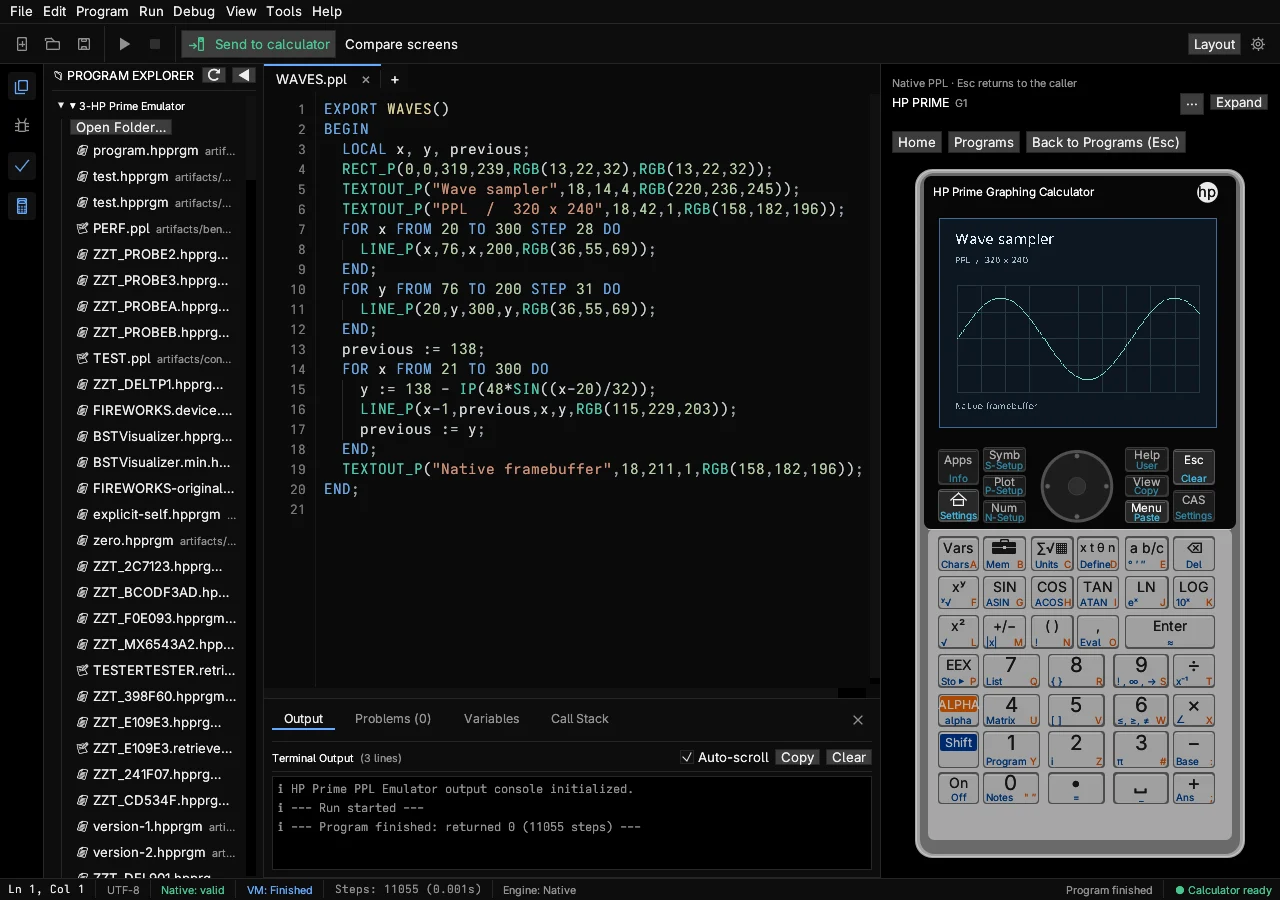 File Edit Program Run Debug View Tools Help
Send to calculator Compare screens Layout
PROGRAM EXPLORER
3-HP Prime Emulator
Open Folder...
program.hpprgm artif...
test.hpprgm artifacts/...
test.hpprgm artifacts/...
PERF.ppl artifacts/ben...
ZZT_PROBE2.hpprg...
ZZT_PROBE3.hpprg...
ZZT_PROBEA.hpprg...
ZZT_PROBEB.hpprg...
TEST.ppl artifacts/con...
ZZT_DELTP1.hpprg...
FIREWORKS.device....
BSTVisualizer.hpprg...
BSTVisualizer.min.h...
FIREWORKS-original...
explicit-self.hpprgm ...
zero.hpprgm artifacts/...
ZZT_2C7123.hpprg...
ZZT_BCODF3AD.hp...
ZZT_F0E093.hpprgm...
ZZT_MX6543A2.hpp...
TESTERTESTER.retri...
ZZT_398F60.hpprgm...
ZZT_E109E3.hpprg...
ZZT_E109E3.retrieve...
ZZT_241F07.hpprg...
ZZT_CD534F.hpprg...
version-1.hpprgm arti...
version-2.hpprgm art...
ZZT_DEL901.hpprg...
WAVES.ppl × +
1 EXPORT WAVES()
2 BEGIN
3 LOCAL x, y, previous;
4 RECT_P(0,0,319,239,RGB(13,22,32),RGB(13,22,32));
5 TEXTOUT_P("Wave sampler",18,14,4,RGB(220,236,245));
6 TEXTOUT_P("PPL / 320 x 240",18,42,1,RGB(158,182,196));
7 FOR x FROM 20 TO 300 STEP 28 DO
8 LINE_P(x,76,x,200,RGB(36,55,69));
9 END;
10 FOR y FROM 76 TO 200 STEP 31 DO
11 LINE_P(20,y,300,y,RGB(36,55,69));
12 END;
13 previous := 138;
14 FOR x FROM 21 TO 300 DO
15 y := 138 - IP(48*SIN((x-20)/32));
16 LINE_P(x-1,previous,x,y,RGB(115,229,203));
17 previous := y;
18 END;
19 TEXTOUT_P("Native framebuffer",18,211,1,RGB(158,182,196));
20 END;
21
Output Problems (0) Variables Call Stack
Terminal Output (3 lines) Auto-scroll Copy Clear
i HP Prime PPL Emulator output console initialized.
i --- Run started ---
i --- Program finished: returned 0 (11055 steps) ---
Native PPL · Esc returns to the caller
HP PRIME G1 ... Expand
Home Programs Back to Programs (Esc)
HP Prime Graphing Calculator hp
Wave sampler
PPL / 320 x 240
Native framebuffer
Apps Symb Help Esc
Info S-Setup User Clear
Plot View
P-Setup Copy
Num Menu CAS
Settings N-Setup Paste Settings
Vars ∑√ x t θ n a b/c
Chars A Mem B Units C Define D ° ′ ″ E Del
xʸ SIN COS TAN LN LOG
ʸ√ F ASIN G ACOS H ATAN I eˣ J 10ˣ K
x² +/− ( ) , Enter
√ L |x| M ! N Eval O ≈
EEX 7 8 9 ÷
Sto ▸ P List Q { } R ! , ∞ , → S x⁻¹ T
ALPHA 4 5 6 ×
alpha Matrix U [ ] V ≤, ≥, ≠ W ∠ X
Shift 1 2 3 −
Program Y i Z π # Base :
On 0 • +
Off Notes " " = _ Ans ;
Ln 1, Col 1 UTF-8 Native: valid VM: Finished Steps: 11055 (0.001s) Engine: Native Program finished Calculator ready